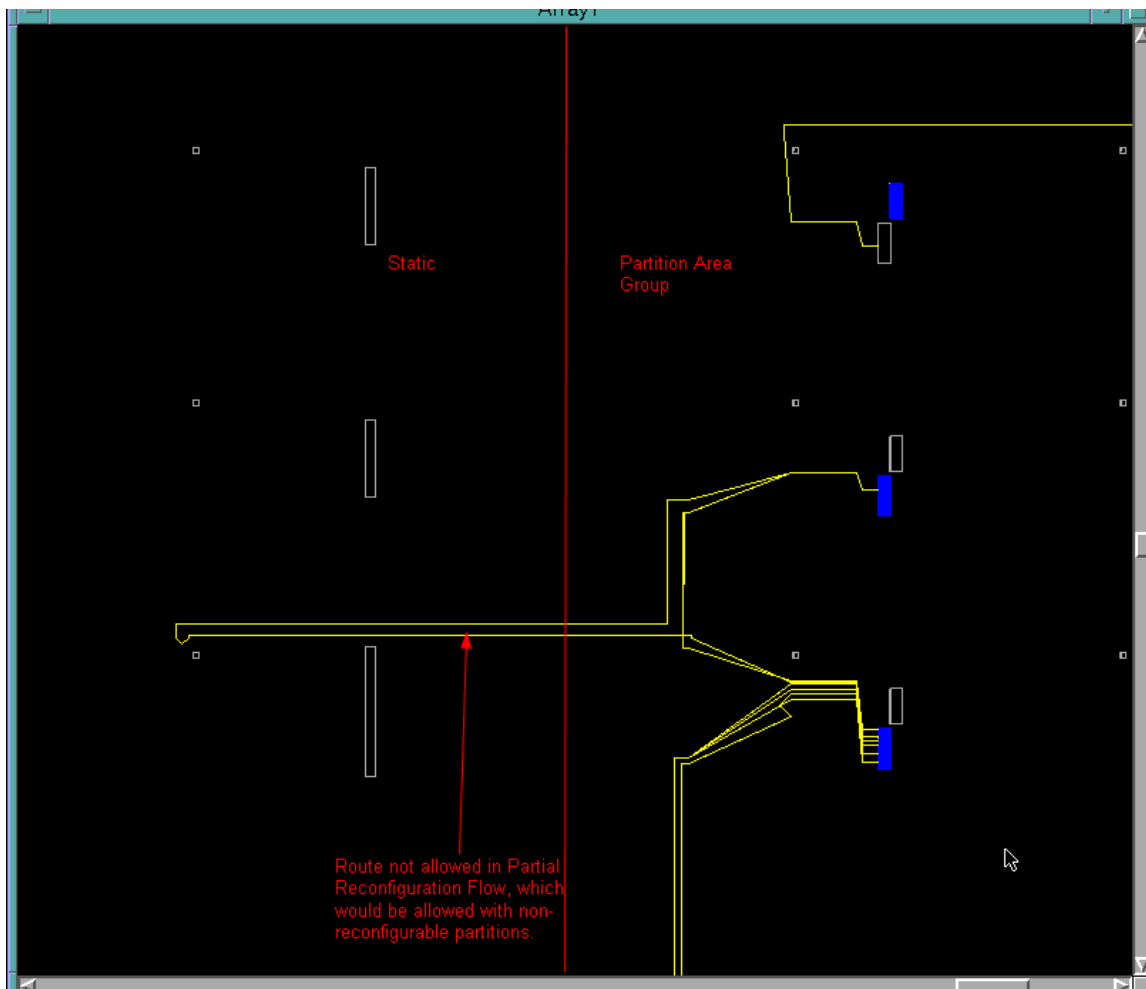 Array1
Static
Partition Area
Group
Route not allowed in Partial
Reconfiguration Flow, which
would be allowed with non-
reconfigurable partitions.